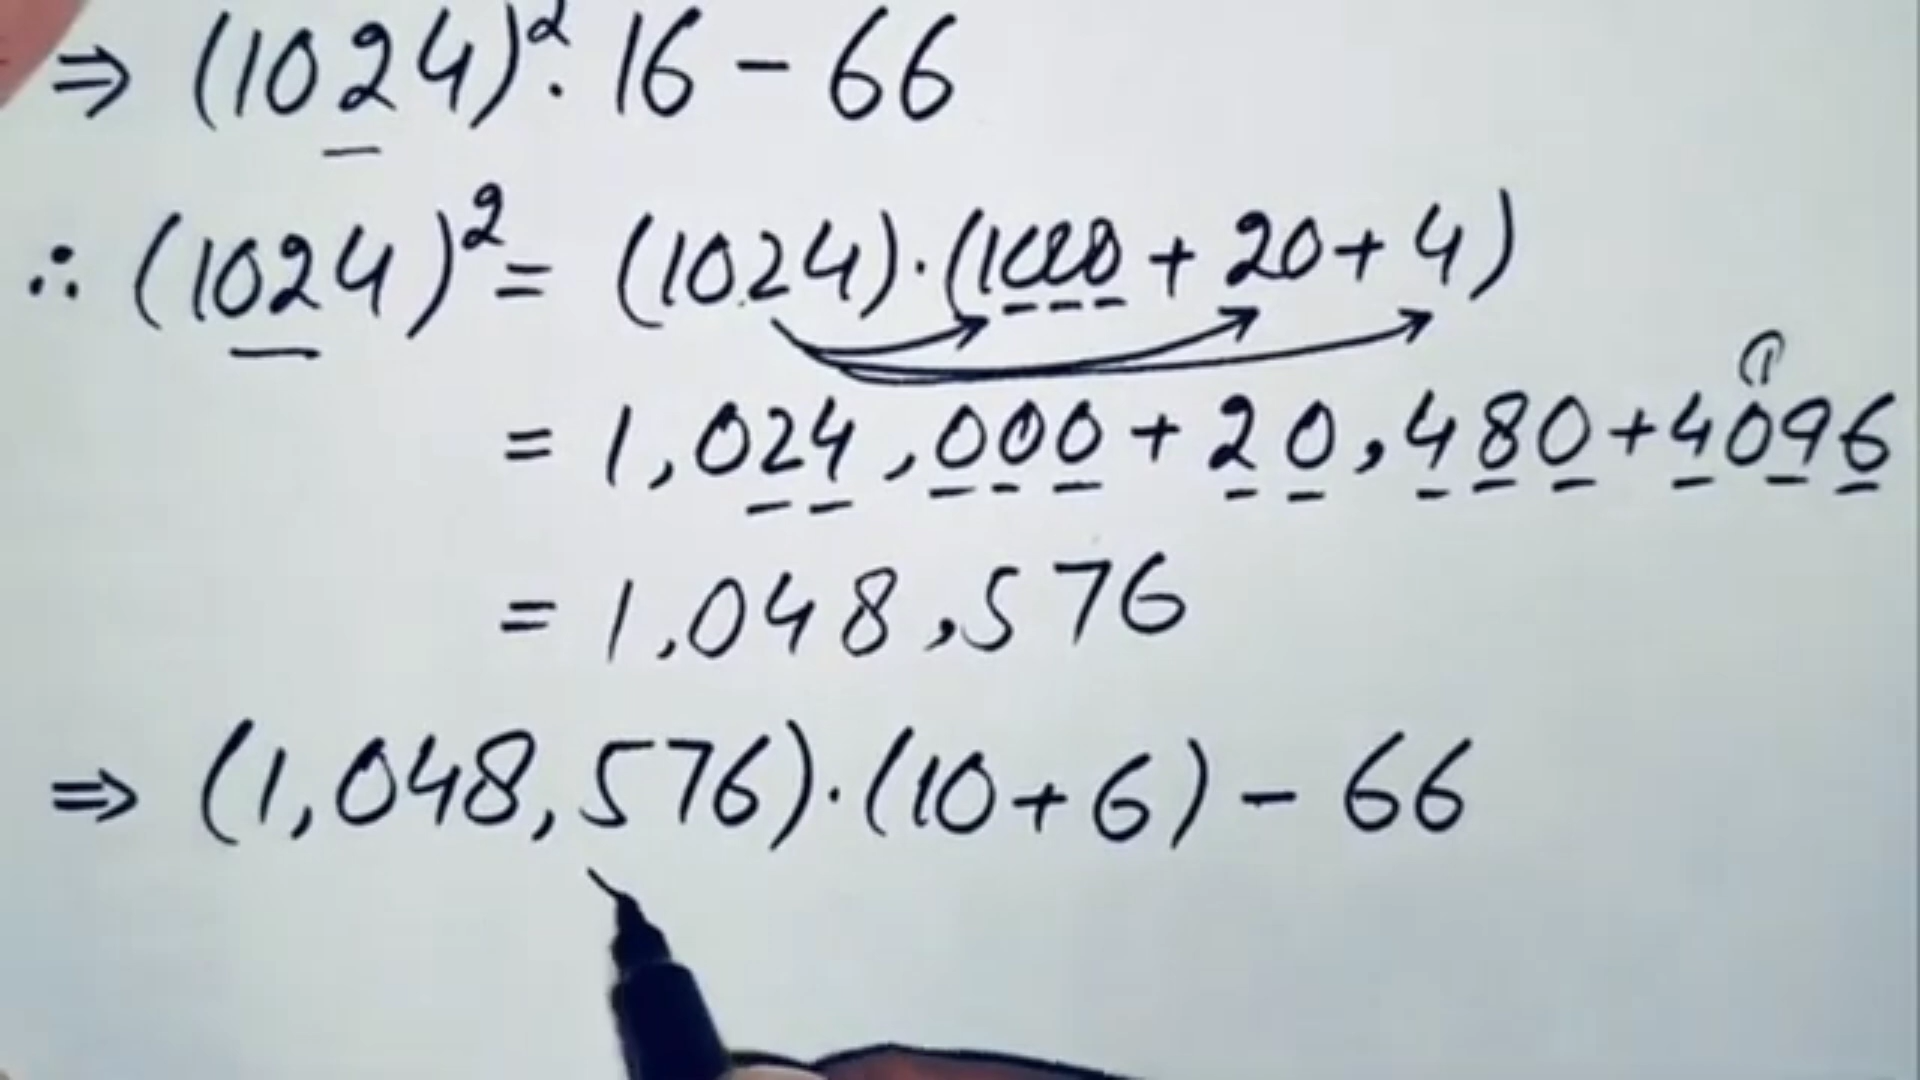 ⇒ (1024)². 16 - 66
∴ (1024)² = (1024)·(1000 + 20 + 4)
①
= 1,024,000 + 20,480 + 4096
= 1,048,576
⇒ (1,048,576)·(10+6) - 66